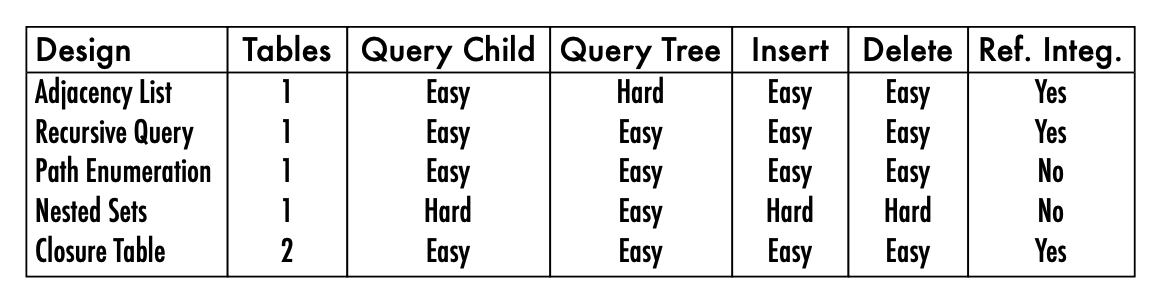 Design Tables Query Child Query Tree Insert Delete Ref. Integ.
Adjacency List 1 Easy Hard Easy Easy Yes
Recursive Query 1 Easy Easy Easy Easy Yes
Path Enumeration 1 Easy Easy Easy Easy No
Nested Sets 1 Hard Easy Hard Hard No
Closure Table 2 Easy Easy Easy Easy Yes